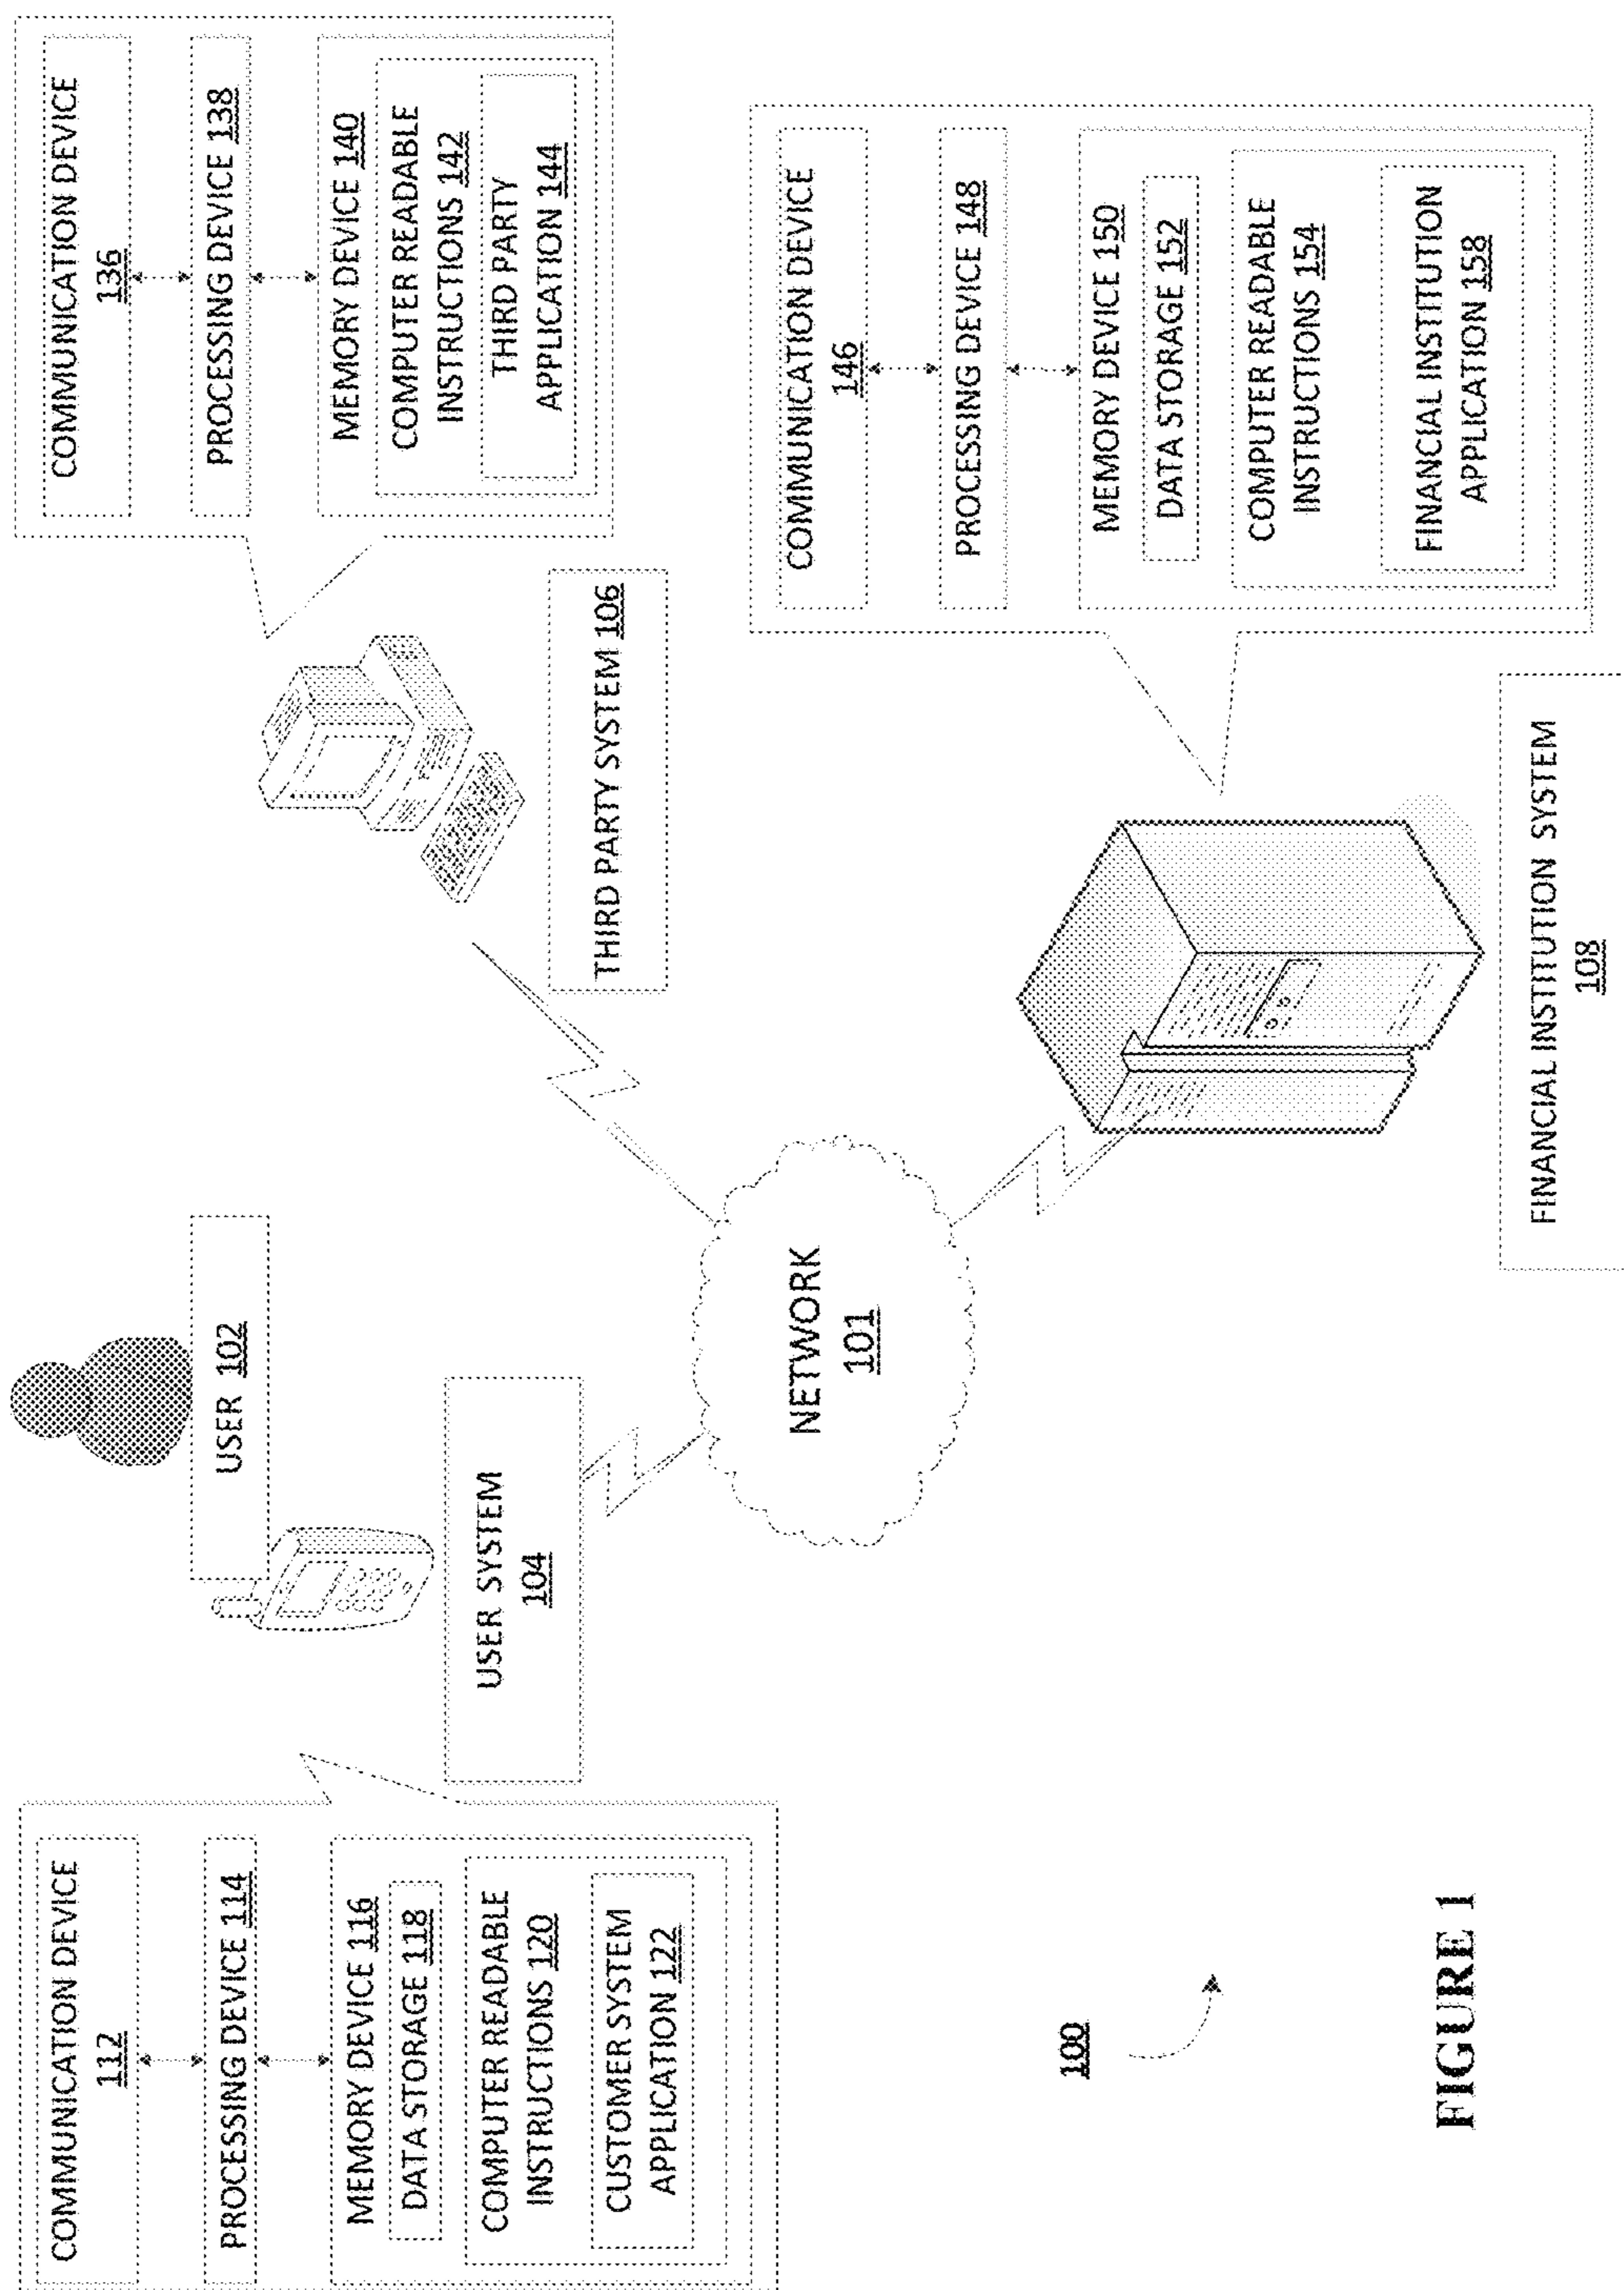 COMMUNICATION DEVICE
112
PROCESSING DEVICE 114
MEMORY DEVICE 116
DATA STORAGE 118
COMPUTER READABLE
INSTRUCTIONS 120
CUSTOMER SYSTEM
APPLICATION 122
USER 102
USER SYSTEM
104
NETWORK
101
COMMUNICATION DEVICE
136
PROCESSING DEVICE 138
MEMORY DEVICE 140
COMPUTER READABLE
INSTRUCTIONS 142
THIRD PARTY
APPLICATION 144
THIRD PARTY SYSTEM 106
COMMUNICATION DEVICE
146
PROCESSING DEVICE 148
MEMORY DEVICE 150
DATA STORAGE 152
COMPUTER READABLE
INSTRUCTIONS 154
FINANCIAL INSTITUTION
APPLICATION 158
FINANCIAL INSTITUTION SYSTEM
108
100
FIGURE 1